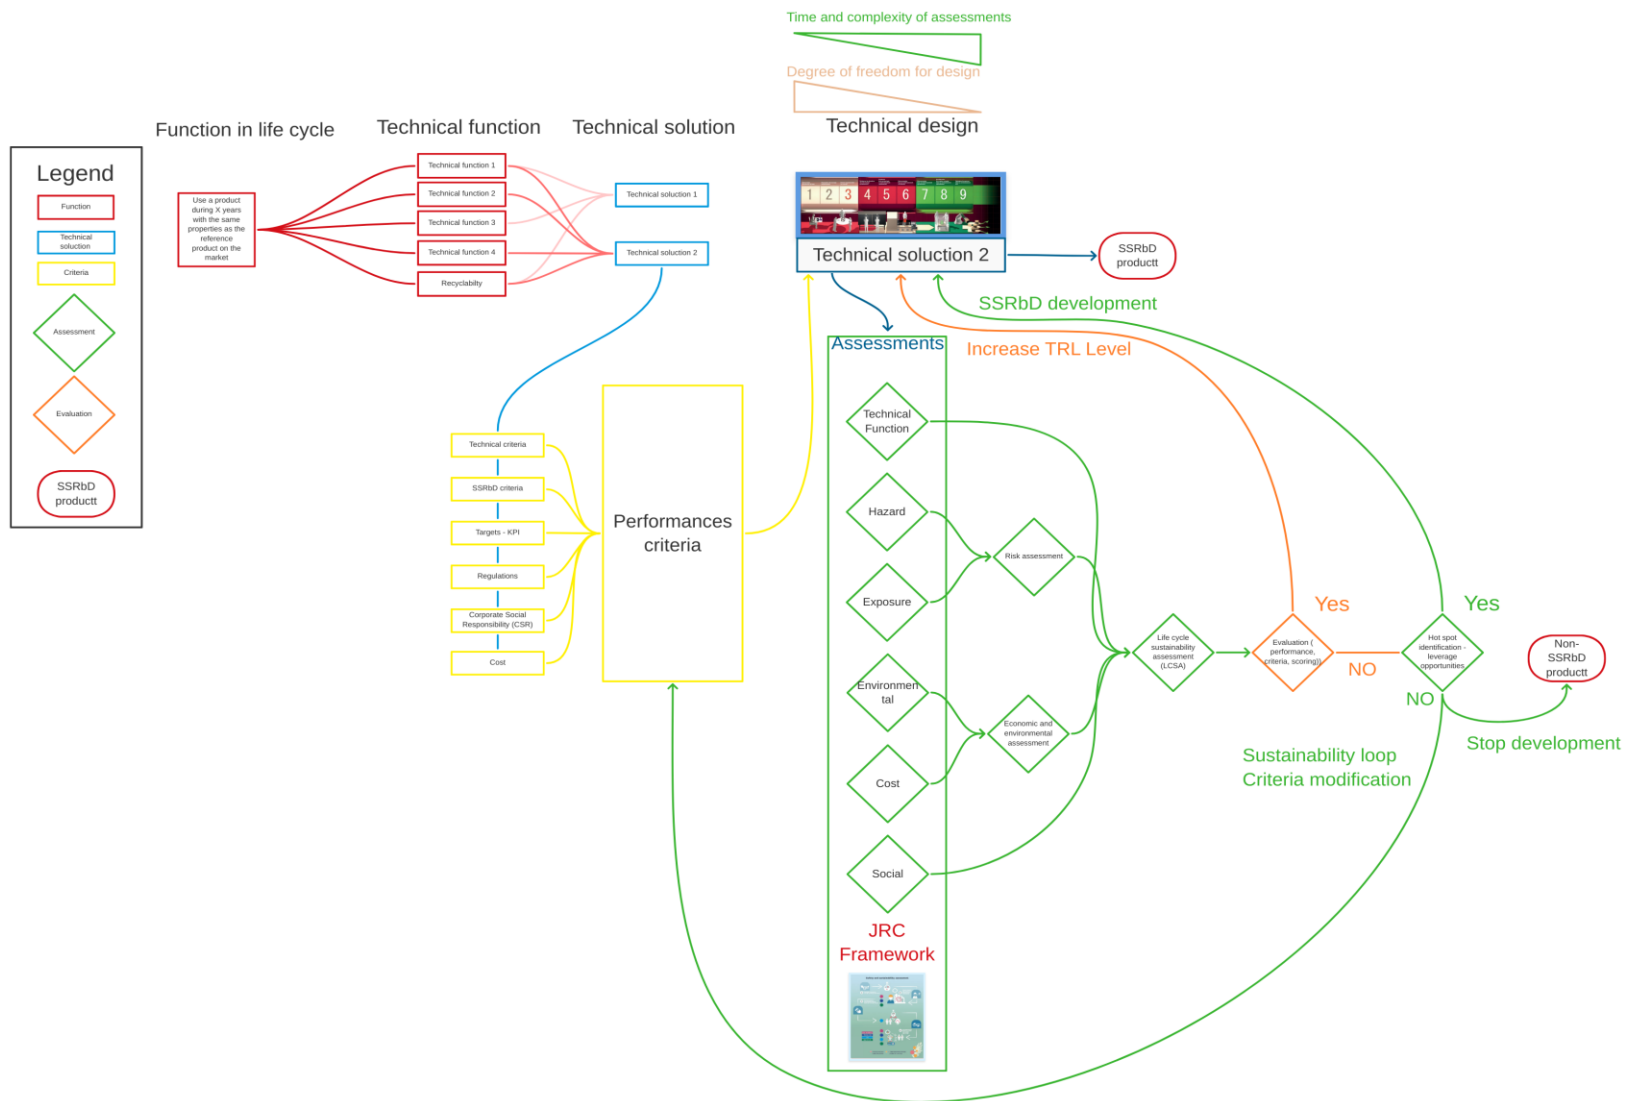 Time and complexity of assessments
Degree of freedom for design
Function in life cycle
Technical function
Technical solution
Technical design
Legend
Function
Technical
soluction
Criteria
Assessment
Evaluation
SSRbD
productt
Use a product
during X years
with the same
properties as the
reference
product on the
market
Technical function 1
Technical function 2
Technical function 3
Technical function 4
Recyclabilty
Technical soluction 1
Technical soluction 2
1 2 3 4 5 6 7 8 9
Technical soluction 2
SSRbD
productt
SSRbD development
Increase TRL Level
Assessments
Technical criteria
SSRbD criteria
Targets - KPI
Regulations
Corporate Social
Responsibility (CSR)
Cost
Performances
criteria
Technical
Function
Hazard
Exposure
Environmen
tal
Cost
Social
JRC
Framework
Risk assessment
Economic and
environmental
assessment
Life cycle
sustainability
assessment
(LCSA)
Evaluation (
performance,
criteria, scoring))
Yes
NO
Hot spot
identification -
leverage
opportunities
Yes
NO
Non-
SSRbD
productt
Stop development
Sustainability loop
Criteria modification